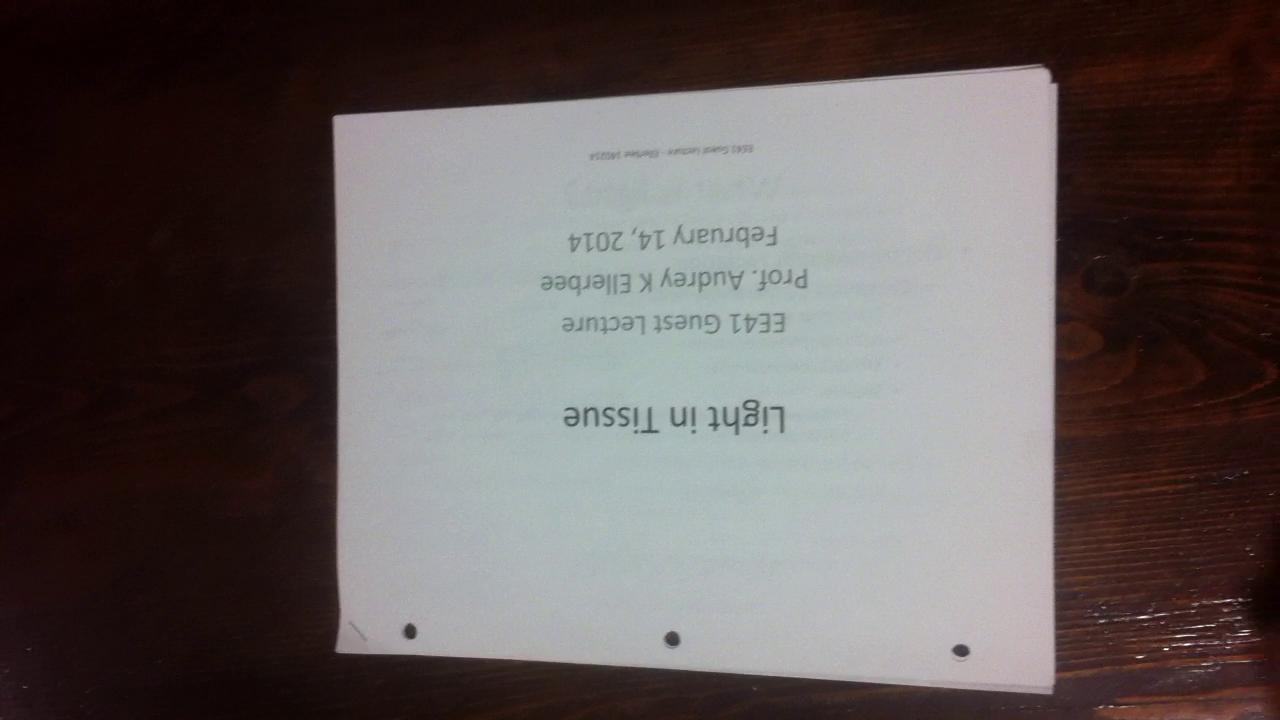 Light in Tissue
EE41 Guest Lecture
Prof. Audrey K Ellerbee
February 14, 2014
EE41 Guest Lecture - Ellerbee 140214